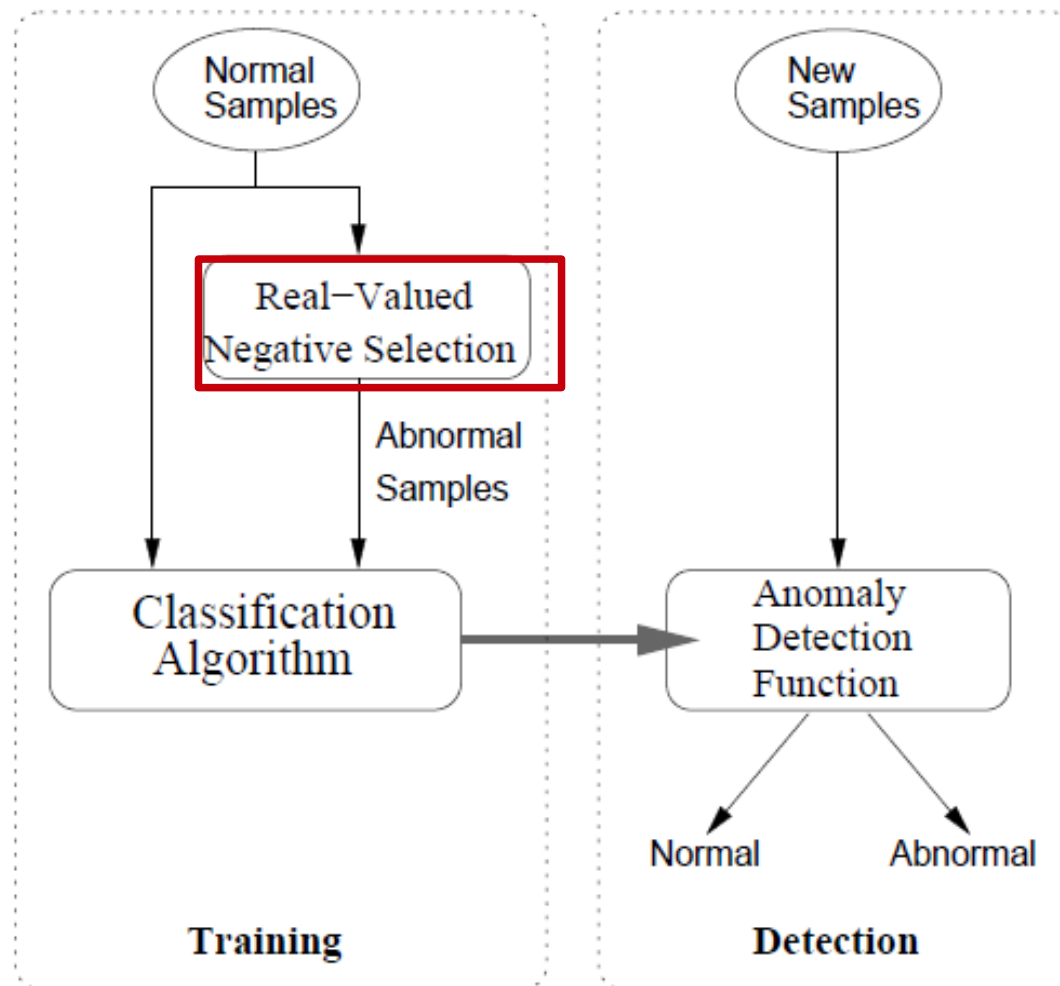 Normal
Samples
Real−Valued
Negative Selection
Abnormal
Samples
Classification
Algorithm
Training
New
Samples
Anomaly
Detection
Function
Normal
Abnormal
Detection